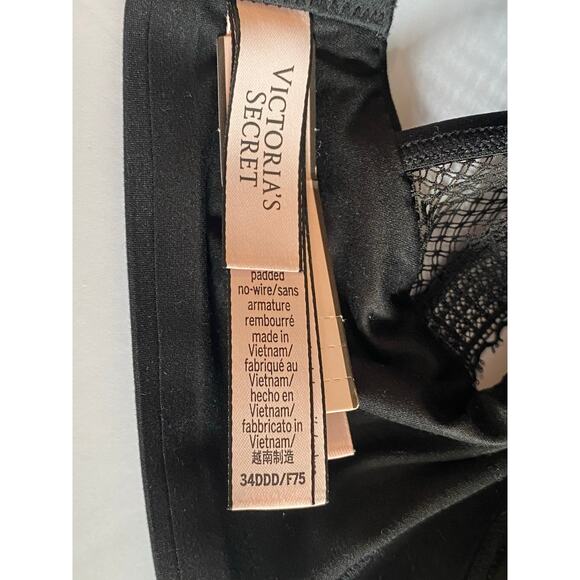 VICTORIA'S
SECRET
padded
no-wire/sans
armature
rembourré
made in
Vietnam/
fabriqué au
Vietnam/
hecho en
Vietnam/
fabbricato in
Vietnam/
越南制造
34DDD/F75